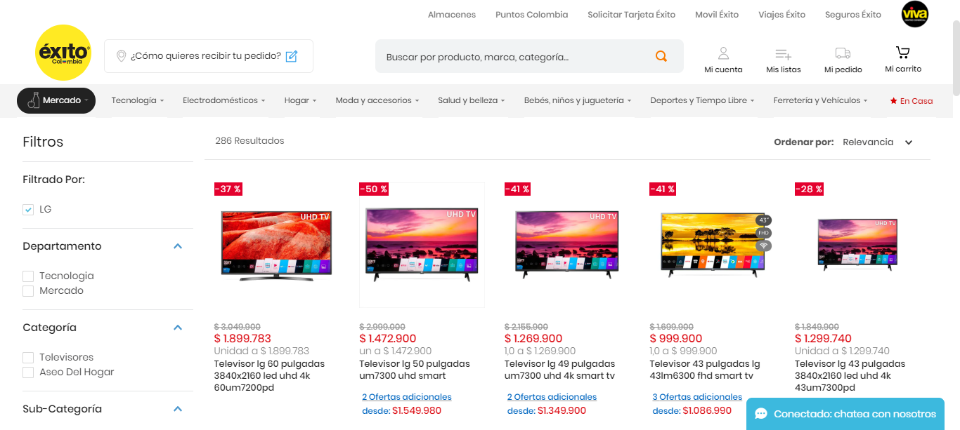 Almacenes Puntos Colombia Solicitar Tarjeta Éxito Movil Éxito Viajes Éxito Seguros Éxito viva
éxito
Colombia
¿Cómo quieres recibir tu pedido?
Buscar por producto, marca, categoría...
Mi cuenta Mis listas Mi pedido Mi carrito
Mercado Tecnología Electrodomésticos Hogar Moda y accesorios Salud y belleza Bebés, niños y juguetería Deportes y Tiempo Libre Ferretería y Vehículos En Casa
Filtros
286 Resultados
Ordenar por: Relevancia
Filtrado Por:
LG
Departamento
Tecnologia
Mercado
Categoría
Televisores
Aseo Del Hogar
Sub-Categoría
-37 %
UHD TV
$ 3.049.900
$ 1.899.783
Unidad a $ 1.899.783
Televisor lg 60 pulgadas
3840x2160 led uhd 4k
60um7200pd
-50 %
UHD TV
$ 2.999.000
$ 1.472.900
un a $ 1.472.900
Televisor lg 50 pulgadas
um7300 uhd smart
2 Ofertas adicionales
desde: $1.549.980
-41 %
UHD TV
$ 2.155.900
$ 1.269.900
1,0 a $ 1.269.900
Televisor lg 49 pulgadas
um7300 uhd 4k smart tv
2 Ofertas adicionales
desde: $1.349.900
-41 %
43"
FHD
$ 1.699.900
$ 999.900
1,0 a $ 999.900
Televisor 43 pulgadas lg
43lm6300 fhd smart tv
3 Ofertas adicionales
desde: $1.086.990
-28 %
UHD TV
$ 1.849.900
$ 1.299.740
Unidad a $ 1.299.740
Televisor lg 43 pulgadas
3840x2160 led uhd 4k
43um7300pd
Conectado: chatea con nosotros